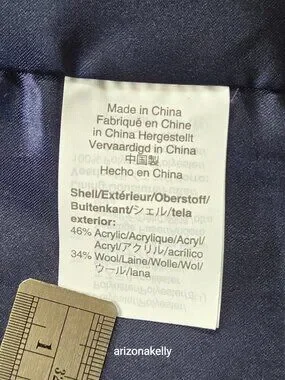 Made in China
Fabriqué en Chine
in China Hergestellt
Vervaardigd in China
中国製
Hecho en China
Shell/Extérieur/Oberstoff/
Buitenkant/シェル/tela
exterior:
46% Acrylic/Acrylique/Acryl/
Acryl/アクリル/acrílico
34% Wool/Laine/Wolle/Wol/
ウール/lana
1
arizonakelly